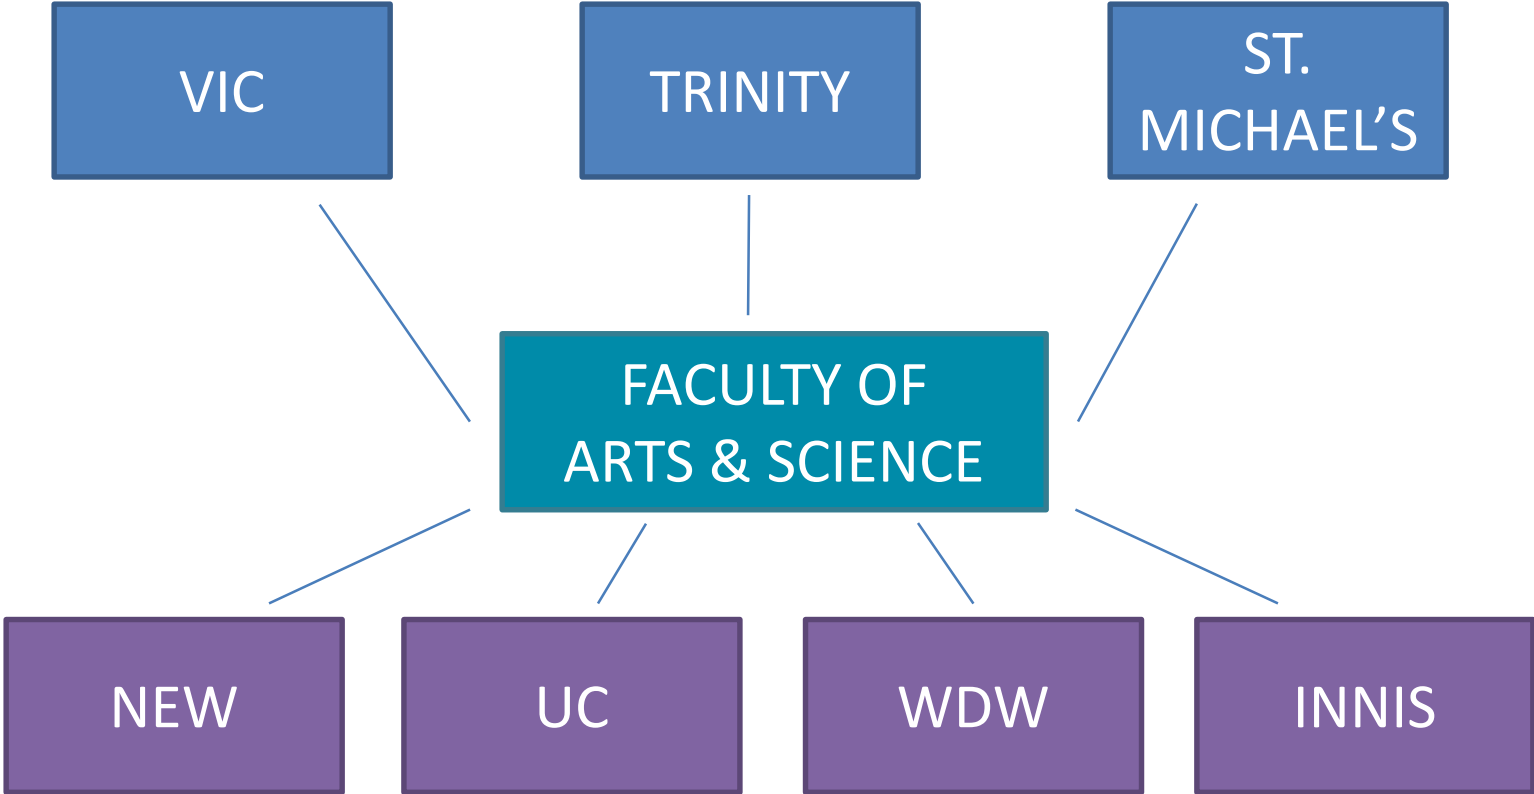 VIC
TRINITY
ST.
MICHAEL’S
FACULTY OF
ARTS & SCIENCE
NEW
UC
WDW
INNIS